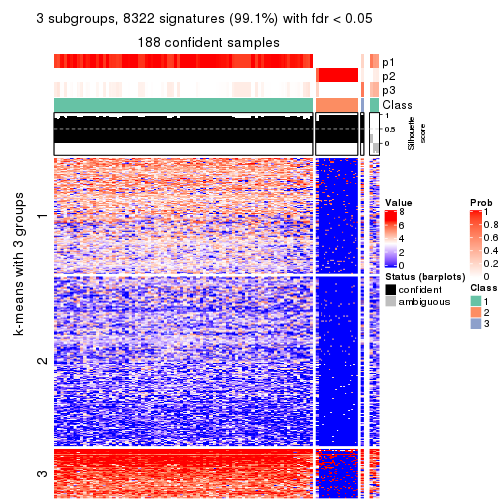 3 subgroups, 8322 signatures (99.1%) with fdr < 0.05
188 confident samples
p1
p2
p3
Class
1
0.5
0
Silhouette
score
k-means with 3 groups
1
2
3
Value
8
6
4
2
0
Status (barplots)
confident
ambiguous
Prob
1
0.8
0.6
0.4
0.2
0
Class
1
2
3